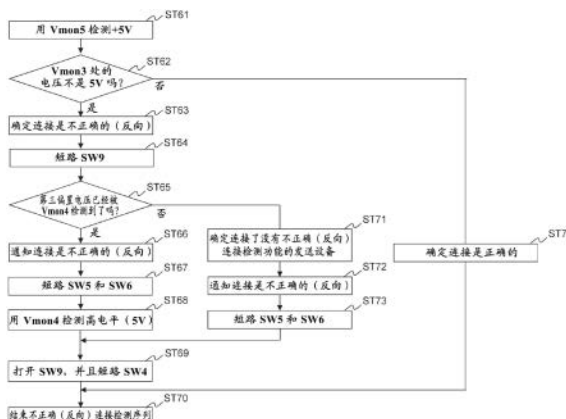 ST61
用 Vmon5 检测+5V
ST62
Vmon3 处的
电压不是 5V 吗?
否
是
ST63
确定连接是不正确的（反向）
ST64
短路 SW9
ST65
第三偏置电压已经被
Vmon4 检测到了吗?
否
是
ST66
通知连接是不正确的（反向）
ST67
短路 SW5 和 SW6
ST68
用 Vmon4 检测高电平（5V）
ST71
确定连接了没有不正确（反向）
连接检测功能的发送设备
ST72
通知连接是不正确的（反向）
ST73
短路 SW5 和 SW6
ST7
确定连接是正确的
ST69
打开 SW9，并且短路 SW4
ST70
结束不正确（反向）连接检测序列